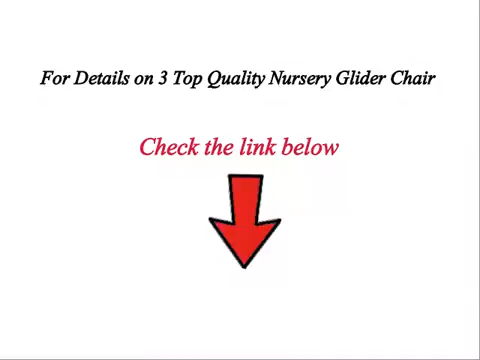 For Details on 3 Top Quality Nursery Glider Chair
Check the link below